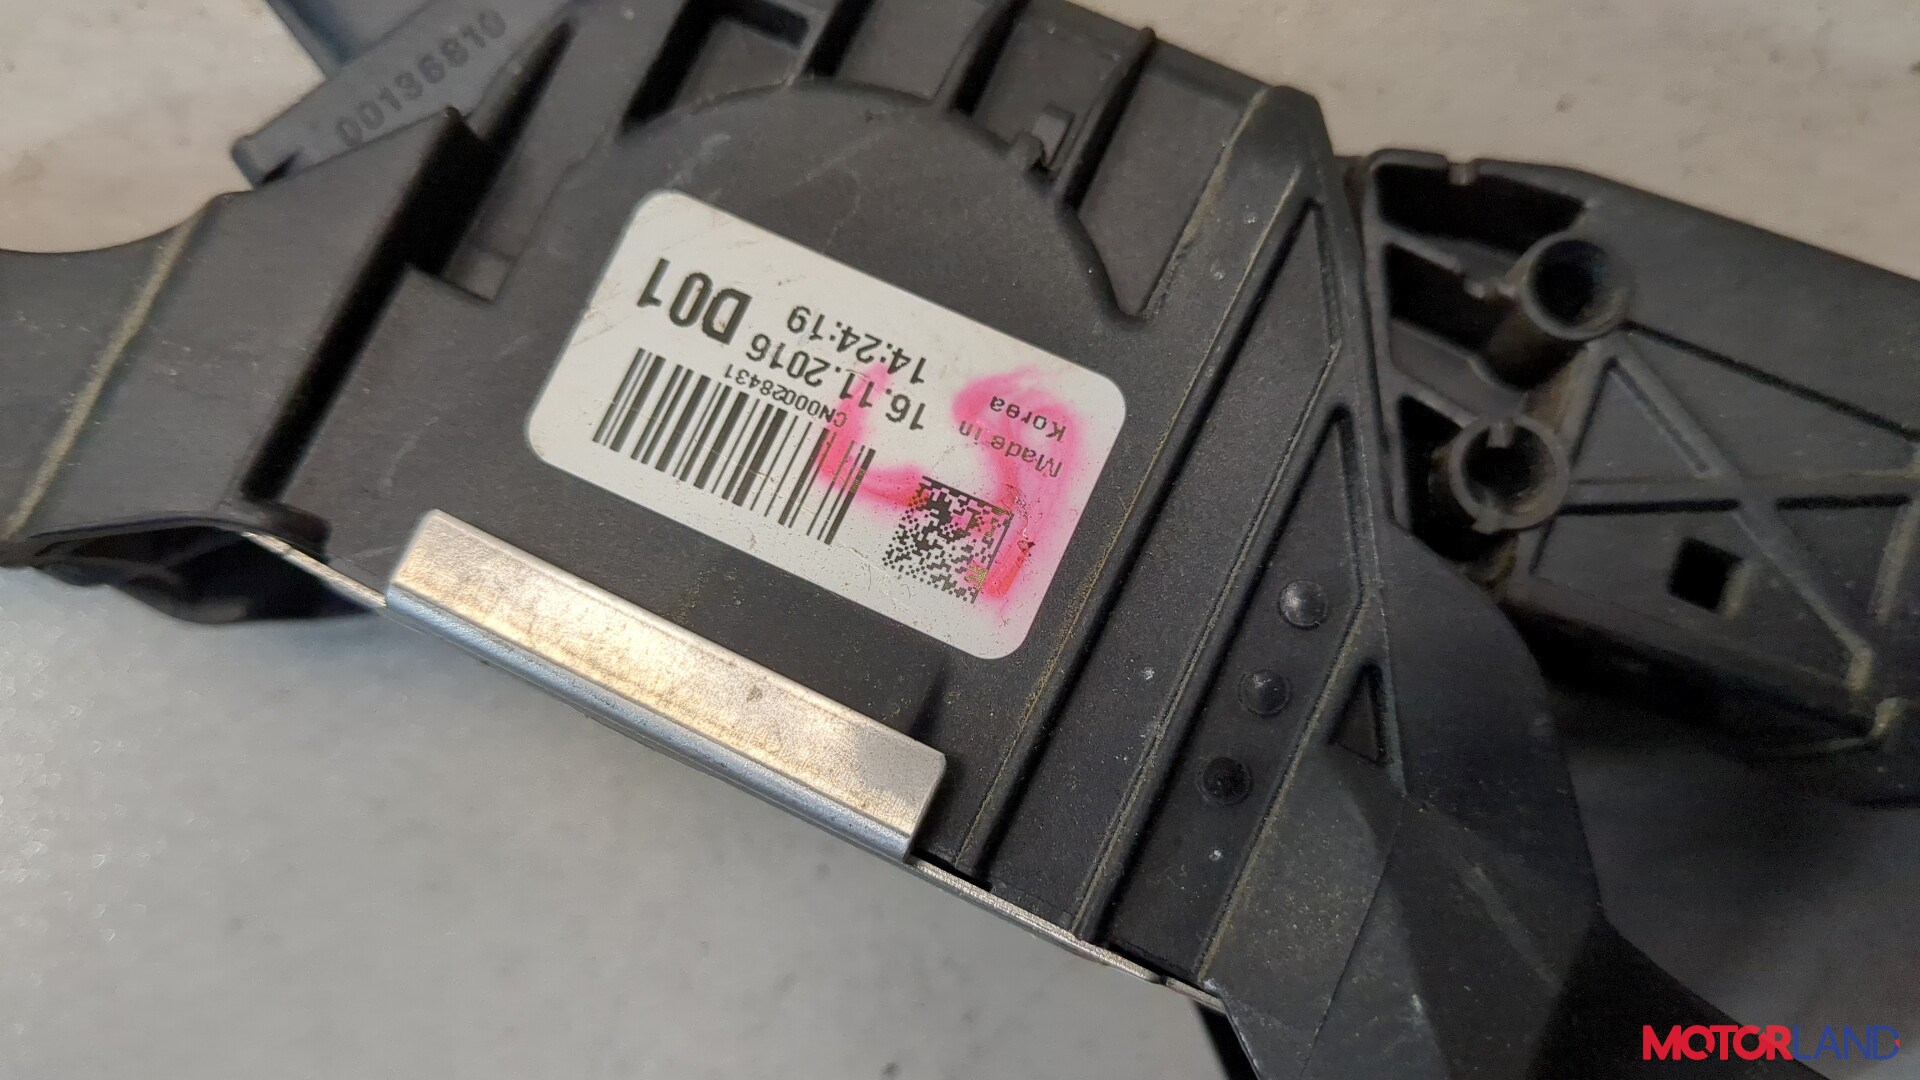 00136810
Made in
Korea
16.11.2016 D01
14:24:19
CN00028431
MOTORLAND